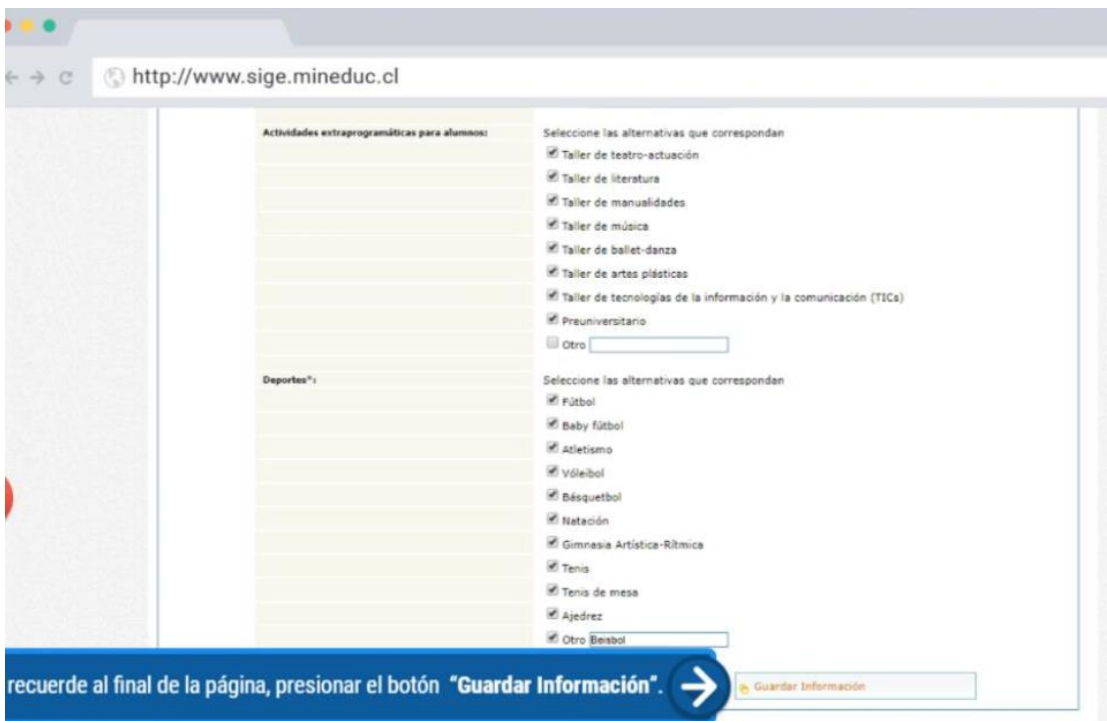 http://www.sige.mineduc.cl
Actividades extraprogramáticas para alumnos:
Seleccione las alternativas que correspondan
Taller de teatro-actuación
Taller de literatura
Taller de manualidades
Taller de música
Taller de ballet-danza
Taller de artes plásticas
Taller de tecnologías de la información y la comunicación (TICs)
Preuniversitario
Otro
Deportes*:
Seleccione las alternativas que correspondan
Fútbol
Baby fútbol
Atletismo
Vóleibol
Básquetbol
Natación
Gimnasia Artística-Rítmica
Tenis
Tenis de mesa
Ajedrez
Otro Beisbol
recuerde al final de la página, presionar el botón "Guardar Información".
Guardar Información